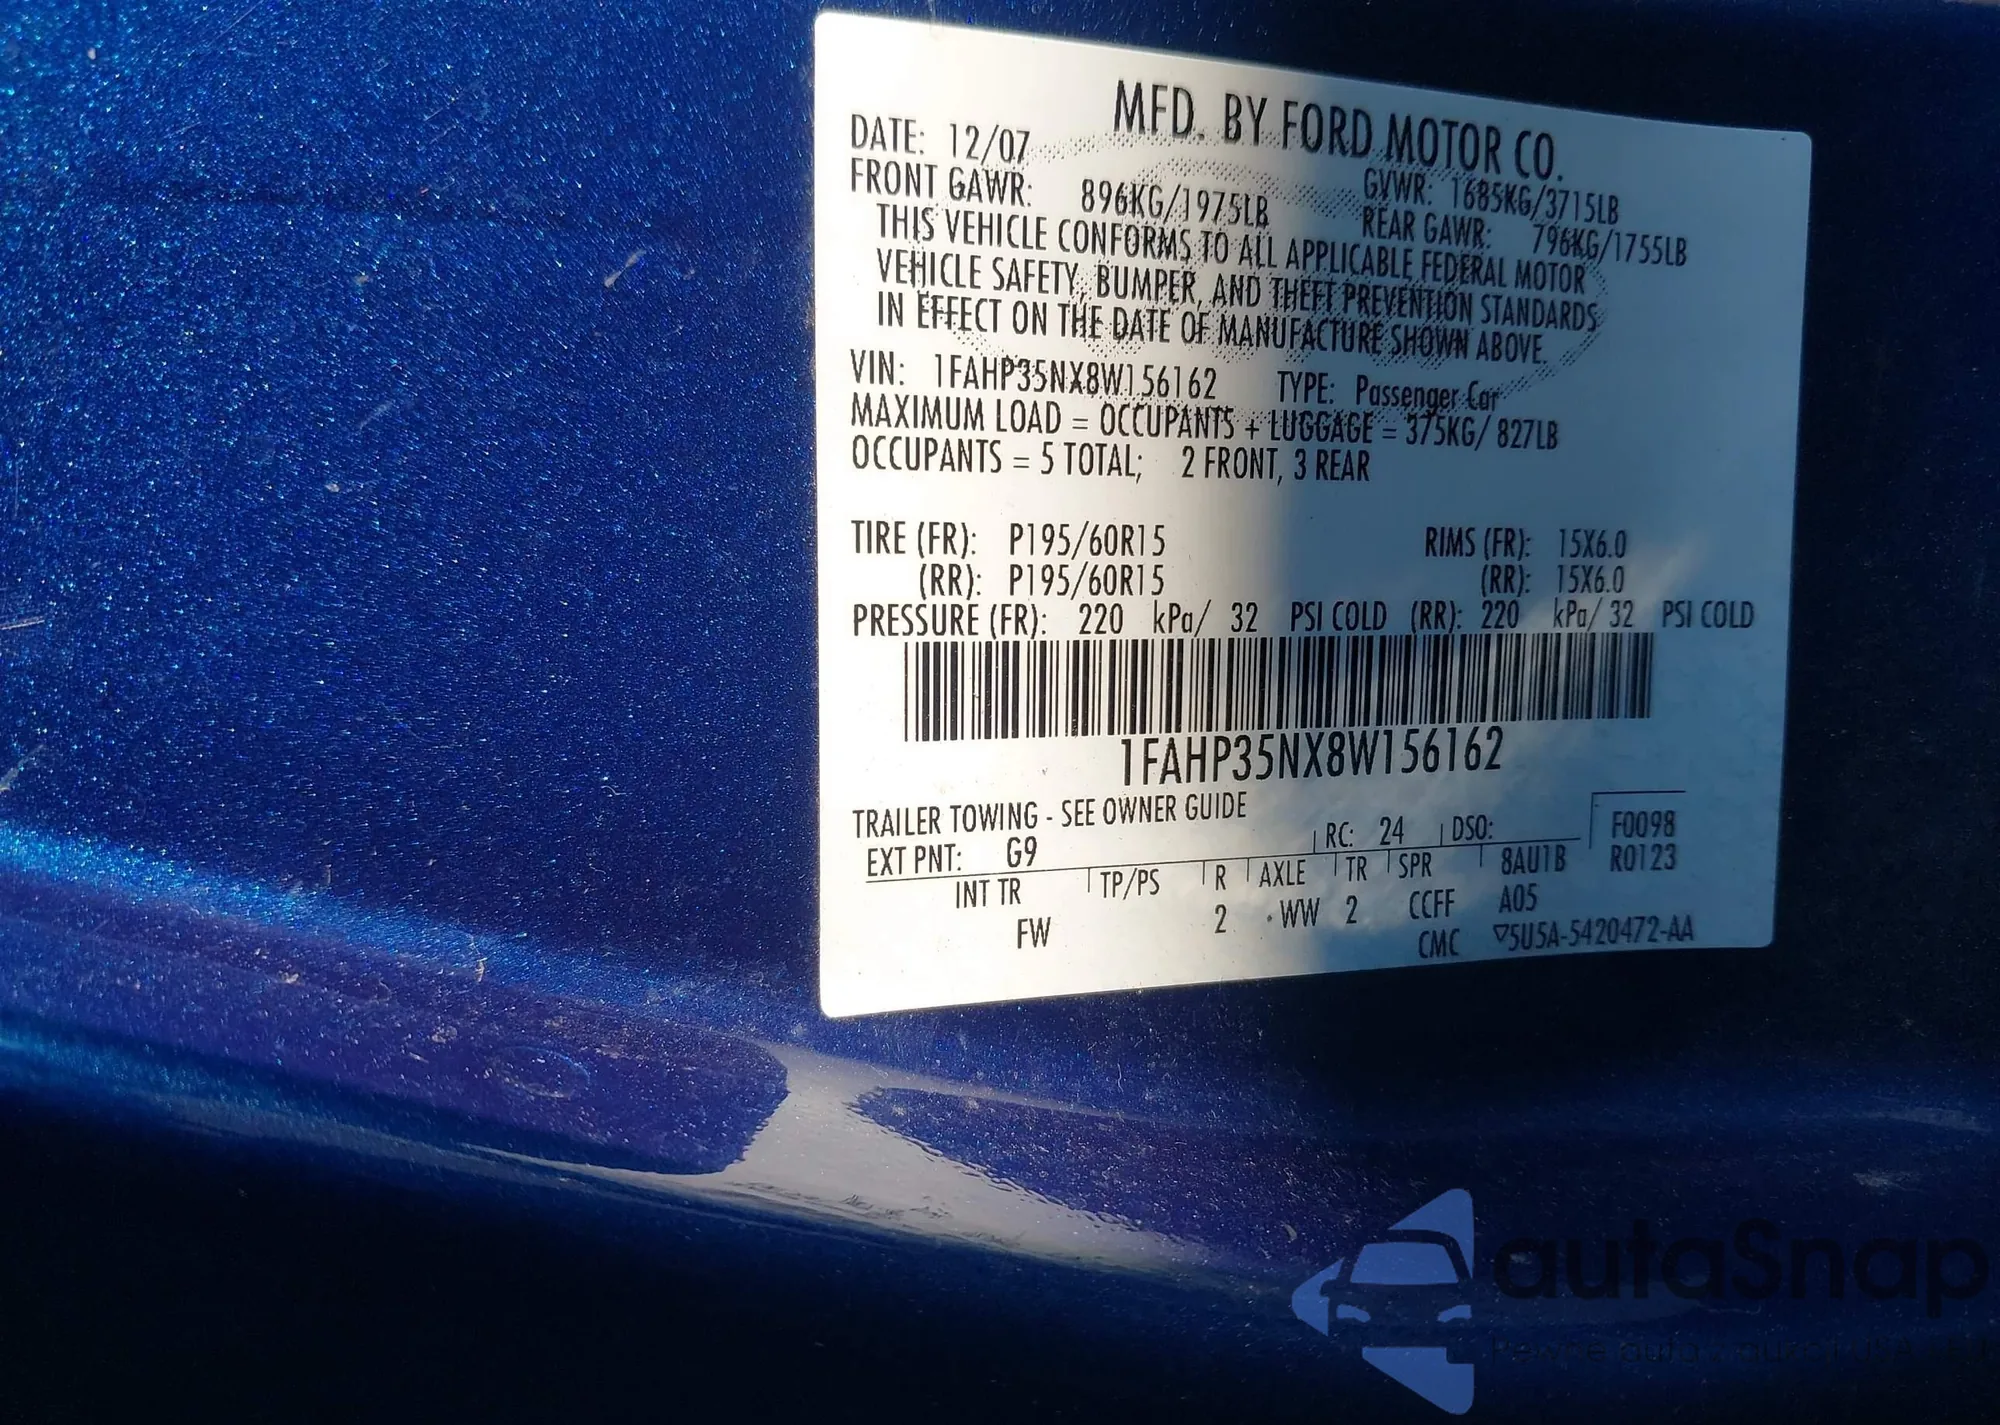 MFD. BY FORD MOTOR CO.
DATE: 12/07
GVWR: 1685KG/3715LB
FRONT GAWR: 896KG/1975LB
REAR GAWR: 796KG/1755LB
THIS VEHICLE CONFORMS TO ALL APPLICABLE FEDERAL MOTOR
VEHICLE SAFETY, BUMPER, AND THEFT PREVENTION STANDARDS
IN EFFECT ON THE DATE OF MANUFACTURE SHOWN ABOVE.
VIN: 1FAHP35NX8W156162 TYPE: Passenger Car
MAXIMUM LOAD = OCCUPANTS + LUGGAGE = 375KG/ 827LB
OCCUPANTS = 5 TOTAL; 2 FRONT, 3 REAR
TIRE (FR): P195/60R15 RIMS (FR): 15X6.0
(RR): P195/60R15 (RR): 15X6.0
PRESSURE (FR): 220 kPa/ 32 PSI COLD (RR): 220 kPa/ 32 PSI COLD
1FAHP35NX8W156162
TRAILER TOWING - SEE OWNER GUIDE
EXT PNT: G9 RC: 24 DSO: F0098
INT TR TP/PS R AXLE TR SPR 8AU1B R0123
FW 2 WW 2 CCFF A05
CMC ▽5U5A-5420472-AA
autaSnap